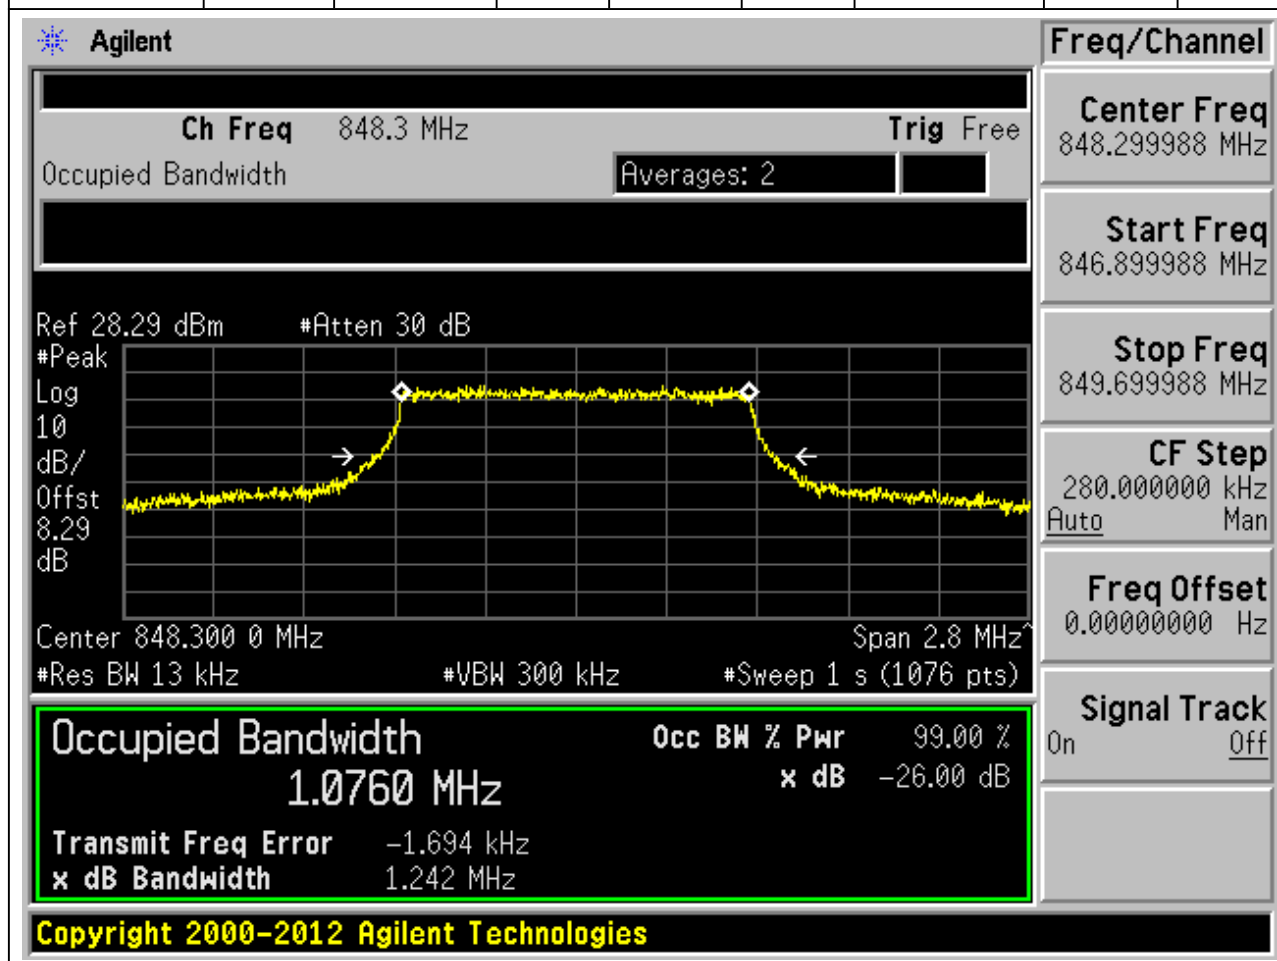 Agilent
Freq/Channel
Ch Freq 848.3 MHz Trig Free
Occupied Bandwidth Averages: 2
Ref 28.29 dBm #Atten 30 dB
#Peak
Log
10
dB/
Offst
8.29
dB
Center 848.300 0 MHz Span 2.8 MHz^
#Res BW 13 kHz #VBW 300 kHz #Sweep 1 s (1076 pts)
Occupied Bandwidth Occ BW % Pwr 99.00 %
1.0760 MHz x dB -26.00 dB
Transmit Freq Error -1.694 kHz
x dB Bandwidth 1.242 MHz
Copyright 2000-2012 Agilent Technologies
Center Freq
848.299988 MHz
Start Freq
846.899988 MHz
Stop Freq
849.699988 MHz
CF Step
280.000000 kHz
Auto Man
Freq Offset
0.00000000 Hz
Signal Track
On Off